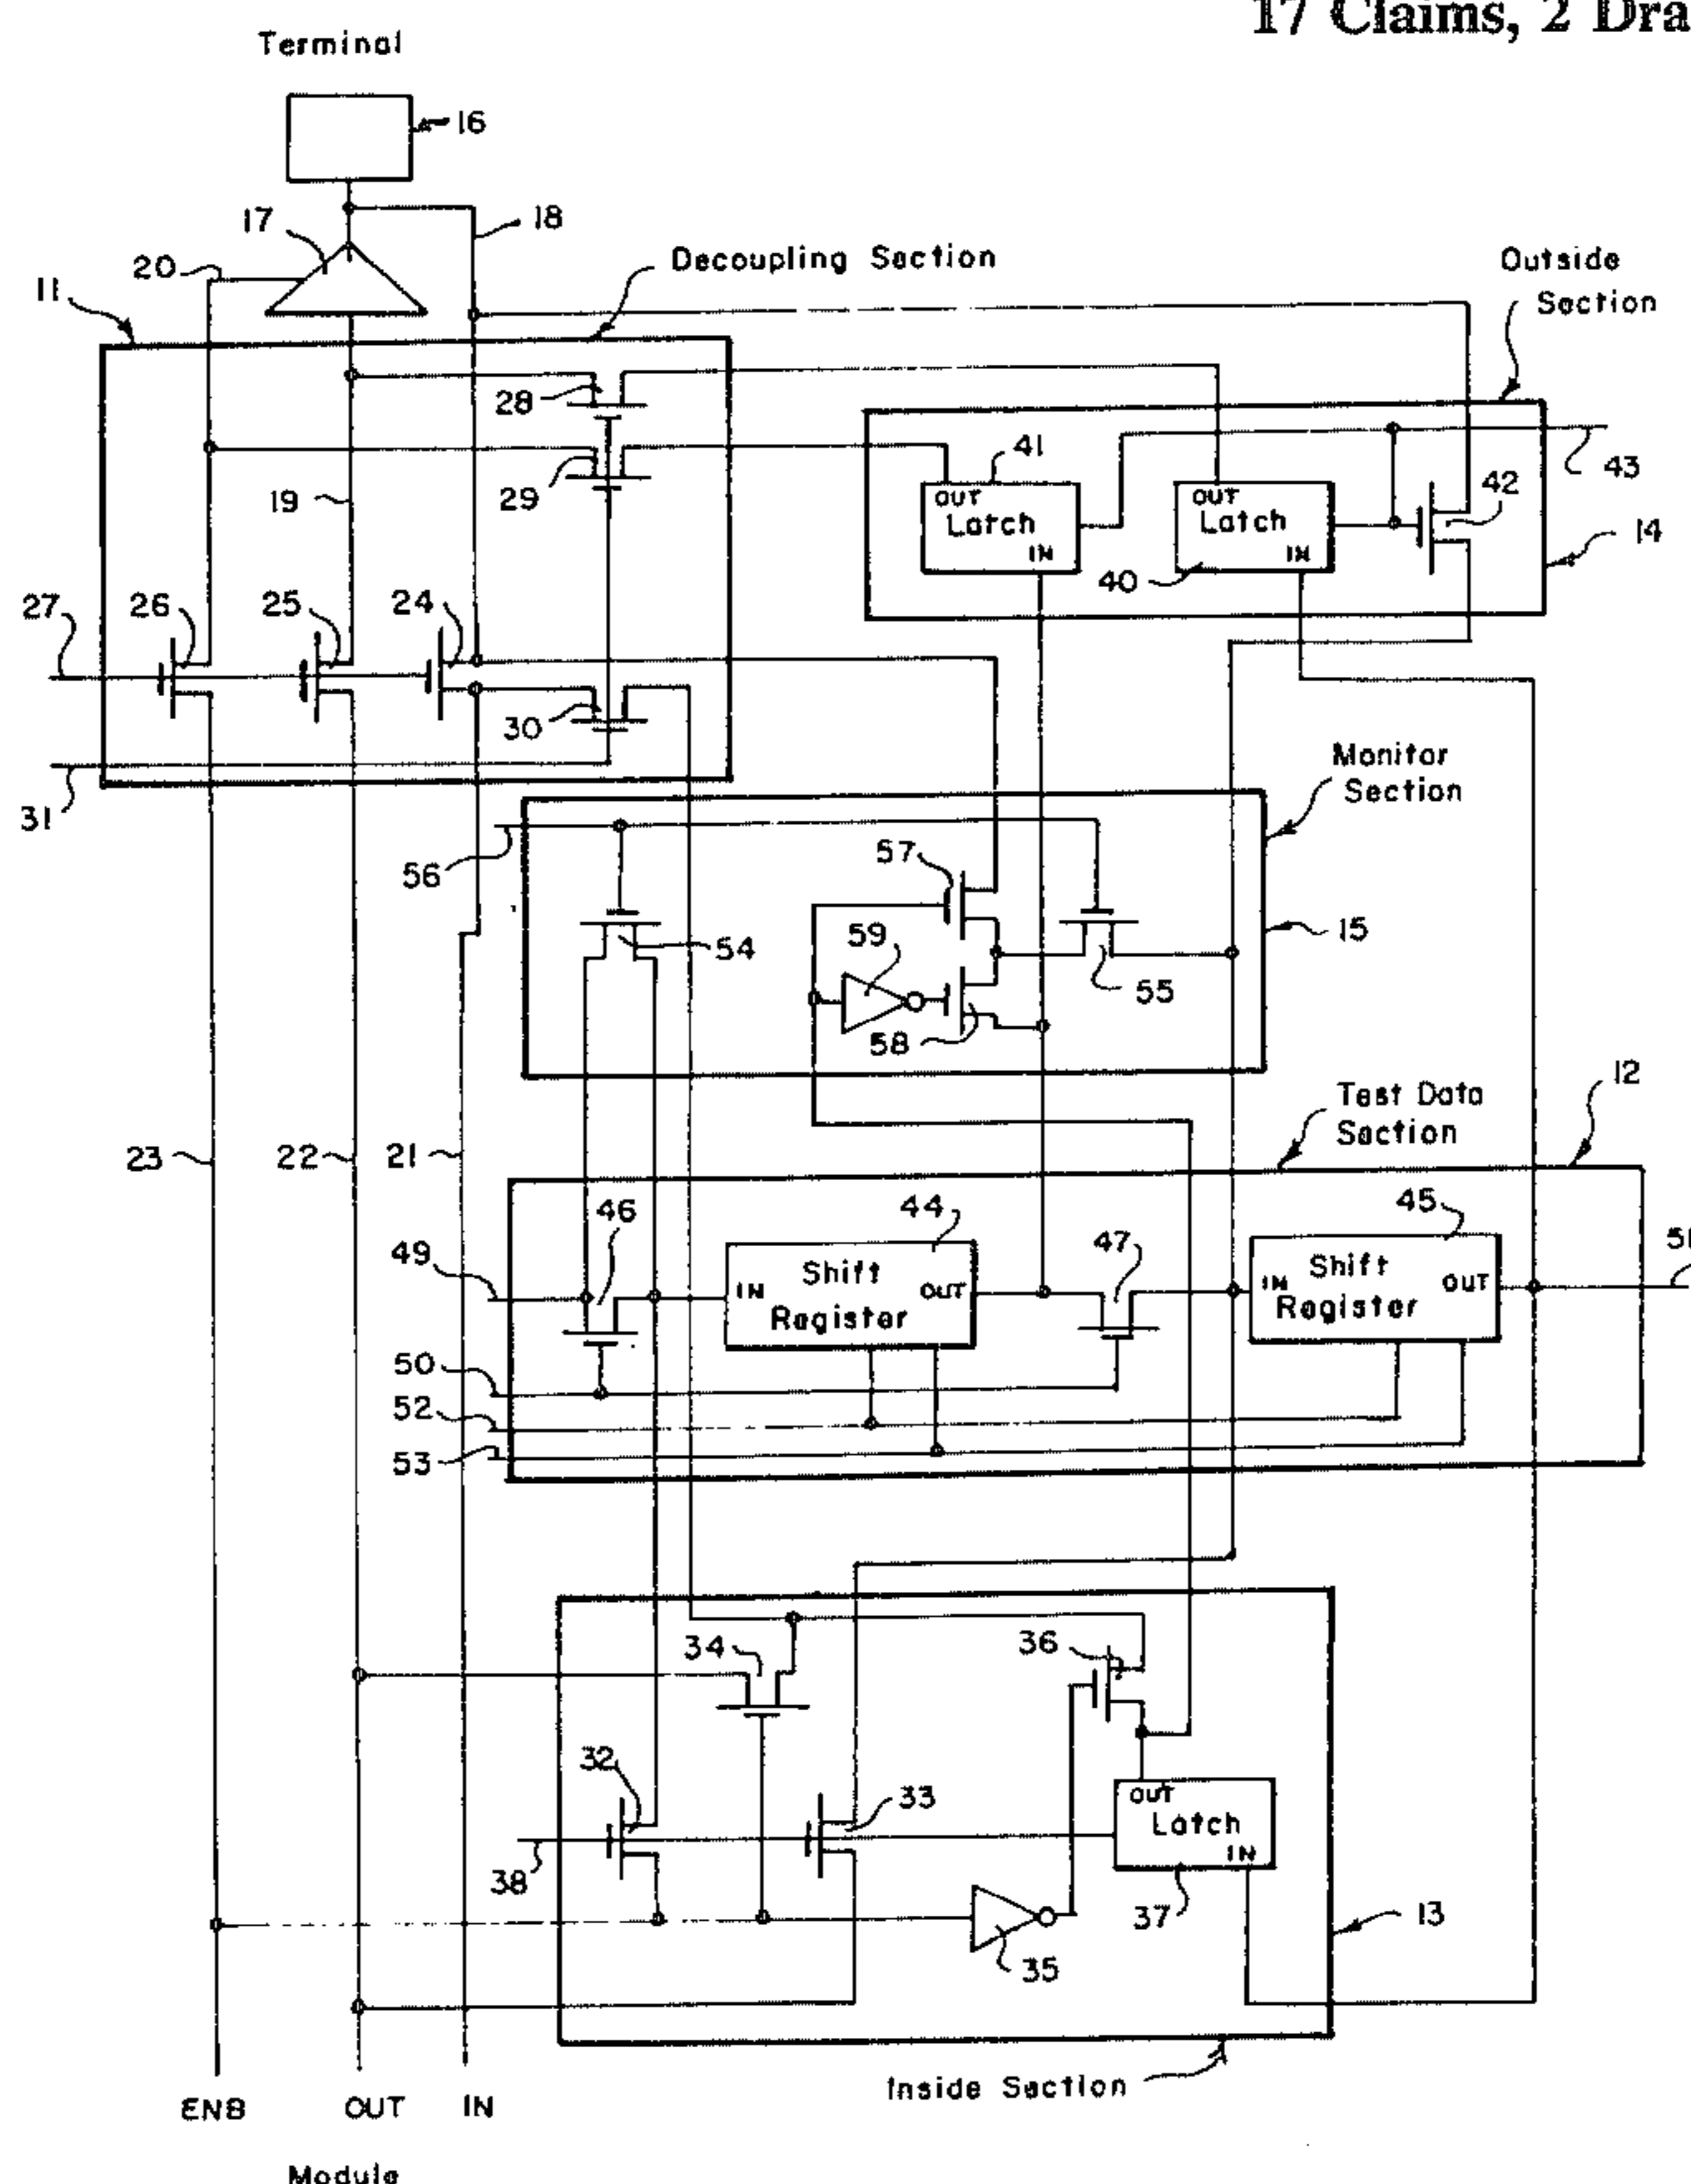 17 Claims, 2 Dra
Terminal
16
17
18
20
Decoupling Section
Outside
Section
11
28
41
43
29
OUT
Latch
IN
OUT
Latch
IN
42
19
40
14
27
26
25
24
30
31
Monitor
Section
56
57
54
59
15
55
58
Test Data
Section
12
23
22
21
46
44
45
49
47
51
IN
Shift
Register
OUT
IN
Shift
Register
OUT
50
52
53
34
36
32
33
OUT
Latch
IN
38
37
35
13
Inside Section
ENB
OUT
IN
Module